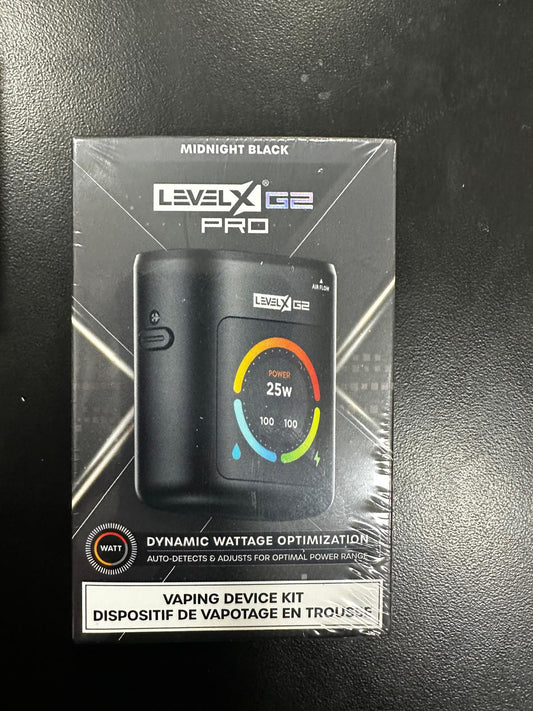 MIDNIGHT BLACK
LEVELX® G2
PRO
AIR FLOW
LEVELX G2
POWER
25W
100 100
WATT
DYNAMIC WATTAGE OPTIMIZATION
AUTO-DETECTS & ADJUSTS FOR OPTIMAL POWER RANGE
VAPING DEVICE KIT
DISPOSITIF DE VAPOTAGE EN TROUSSE